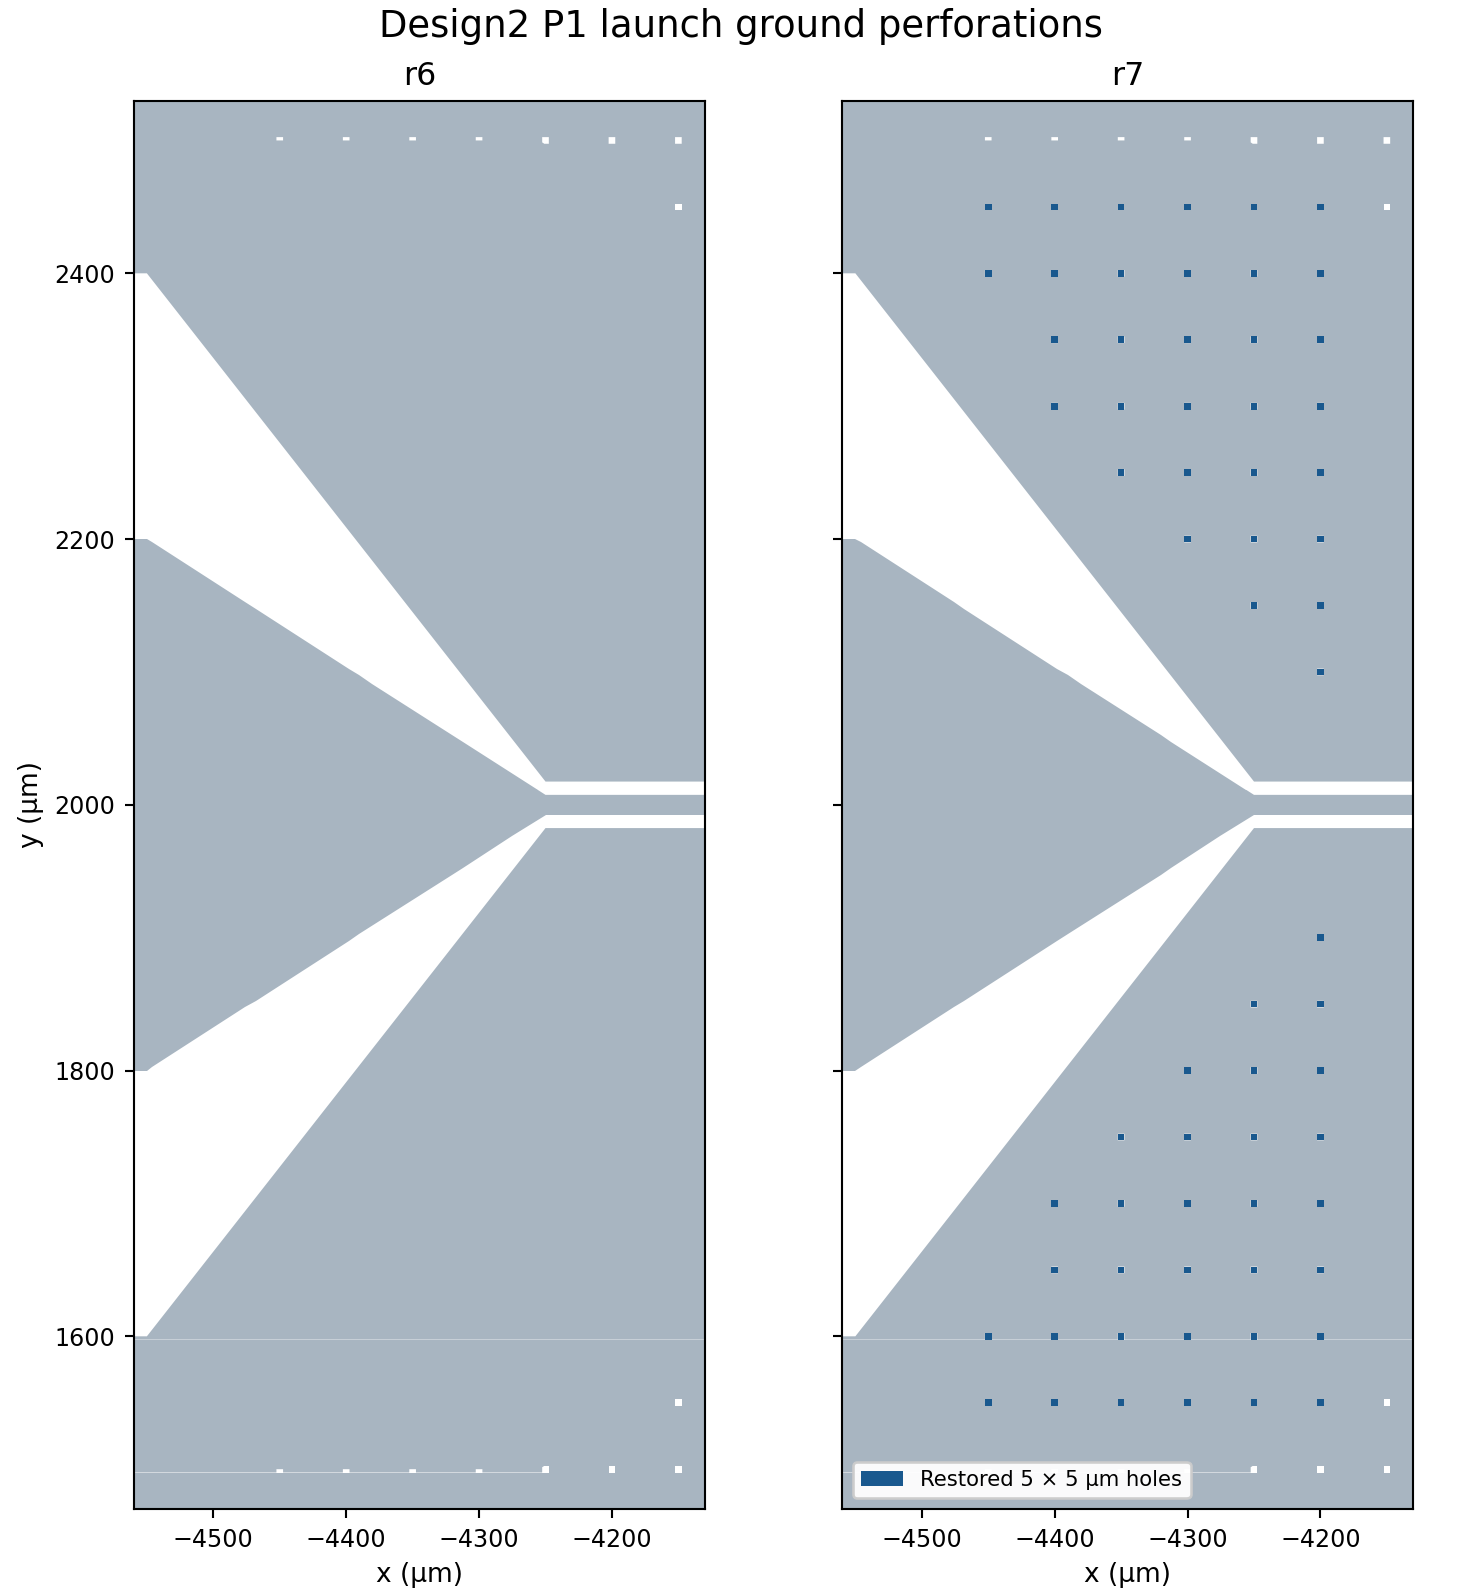 Design2 P1 launch ground perforations
r6
r7
2400
2200
2000
1800
1600
y (µm)
−4500
−4400
−4300
−4200
x (µm)
Restored 5 × 5 µm holes
−4500
−4400
−4300
−4200
x (µm)